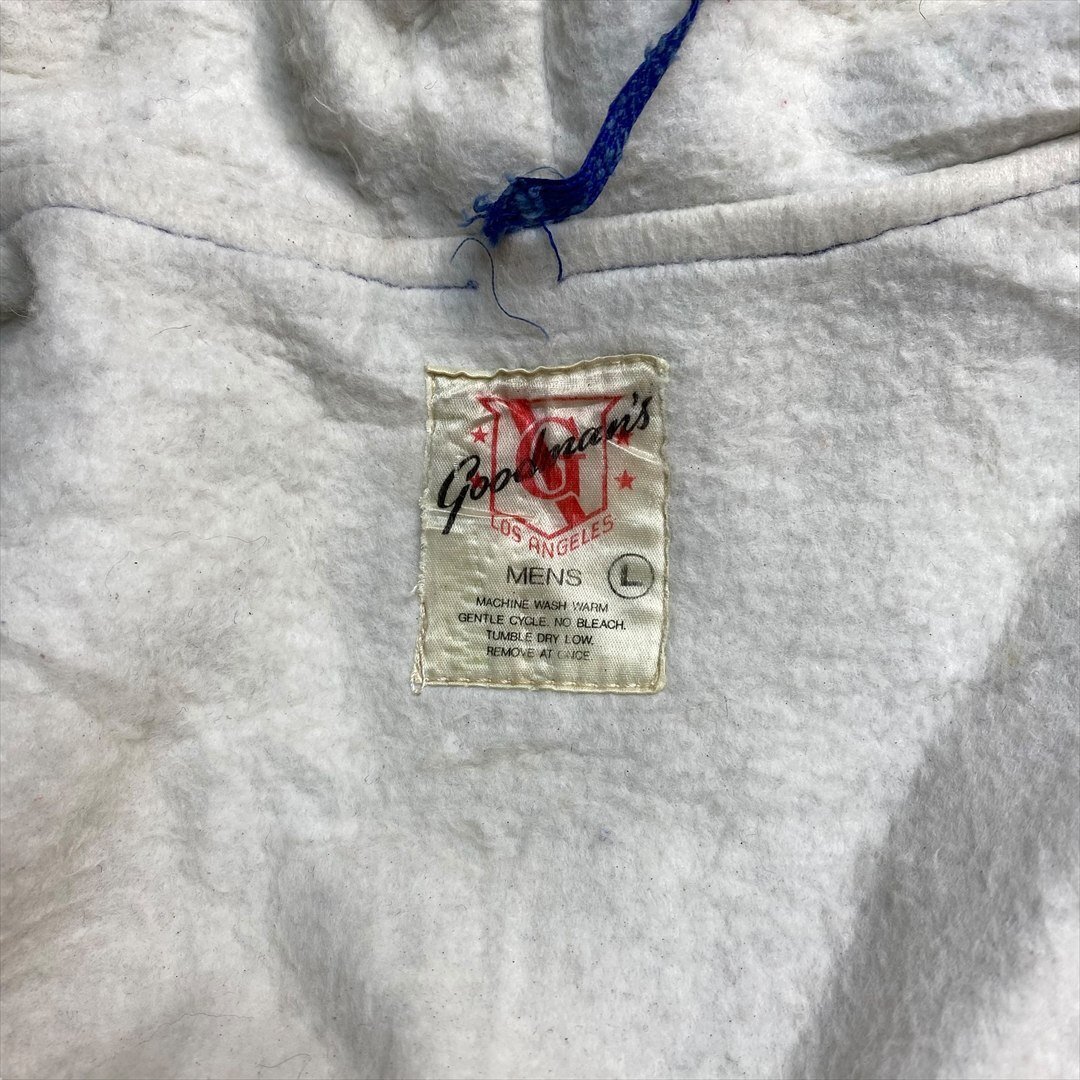 Goodman's
G
LOS ANGELES
MENS L
MACHINE WASH WARM
GENTLE CYCLE. NO BLEACH.
TUMBLE DRY LOW.
REMOVE AT ONCE